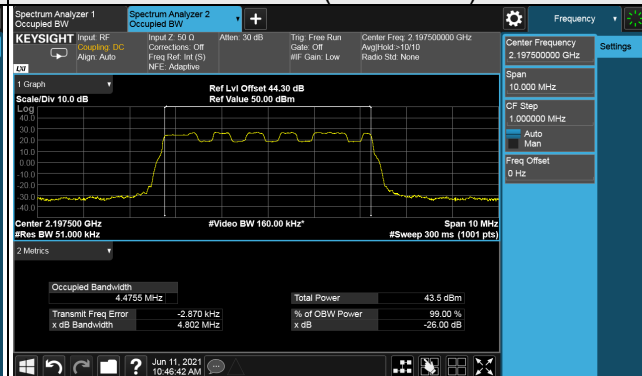 Spectrum Analyzer 1
Occupied BW
Spectrum Analyzer 2
Occupied BW
Frequency
KEYSIGHT
LXI
Input: RF
Coupling: DC
Align: Auto
Input Z: 50 Ω
Corrections: Off
Freq Ref: Int (S)
NFE: Adaptive
Atten: 30 dB
Trig: Free Run
Gate: Off
#IF Gain: Low
Center Freq: 2.197500000 GHz
Avg|Hold:>10/10
Radio Std: None
Center Frequency
2.197500000 GHz
Settings
Span
10.000 MHz
CF Step
1.000000 MHz
Auto
Man
Freq Offset
0 Hz
1 Graph
Scale/Div 10.0 dB
Ref Lvl Offset 44.30 dB
Ref Value 50.00 dBm
Log
40.0
30.0
20.0
10.0
0.00
-10.0
-20.0
-30.0
-40.0
Center 2.197500 GHz
#Res BW 51.000 kHz
#Video BW 160.00 kHz*
Span 10 MHz
#Sweep 300 ms (1001 pts)
2 Metrics
Occupied Bandwidth
4.4755 MHz
Total Power 43.5 dBm
Transmit Freq Error -2.870 kHz
% of OBW Power 99.00 %
x dB Bandwidth 4.802 MHz
x dB -26.00 dB
?
Jun 11, 2021
10:46:42 AM